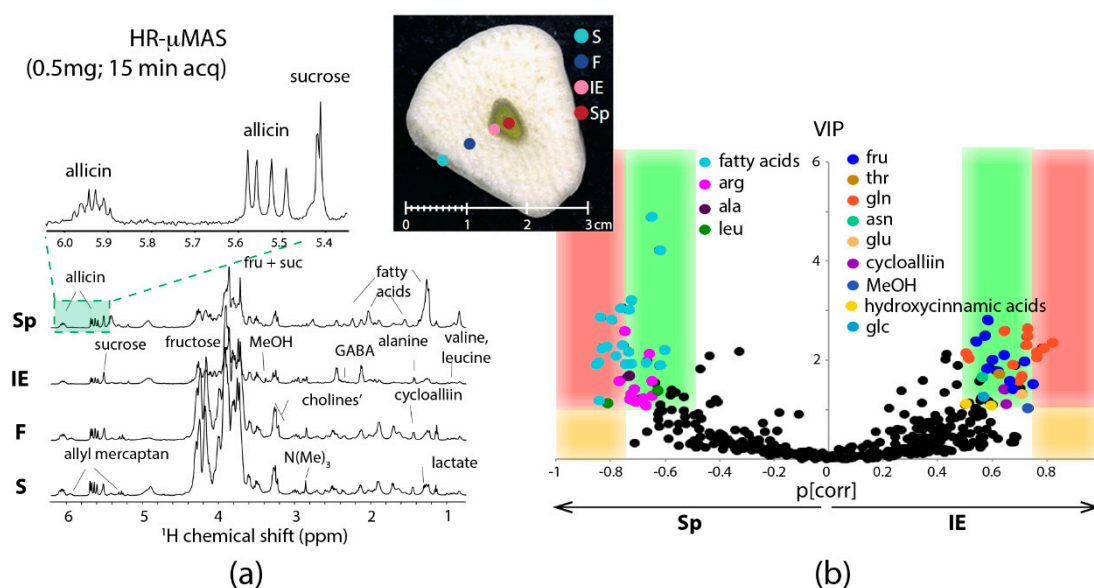 HR-μMAS
(0.5mg; 15 min acq)
sucrose
allicin
allicin
6.0 5.9 5.8 5.7 5.6 5.5 5.4
S
F
IE
Sp
0 1 2 3 cm
allicin
fru + suc
fatty
acids
Sp
sucrose
fructose
MeOH
GABA
alanine
valine,
leucine
IE
cholines'
cycloalliin
F
allyl mercaptan
N(Me)3
lactate
S
6 5 4 3 2 1
¹H chemical shift (ppm)
(a)
VIP
6
4
2
fatty acids
arg
ala
leu
fru
thr
gln
asn
glu
cycloalliin
MeOH
hydroxycinnamic acids
glc
-1 -0.8 -0.6 -0.4 -0.2 0 0.2 0.4 0.6 0.8
p[corr]
Sp
IE
(b)